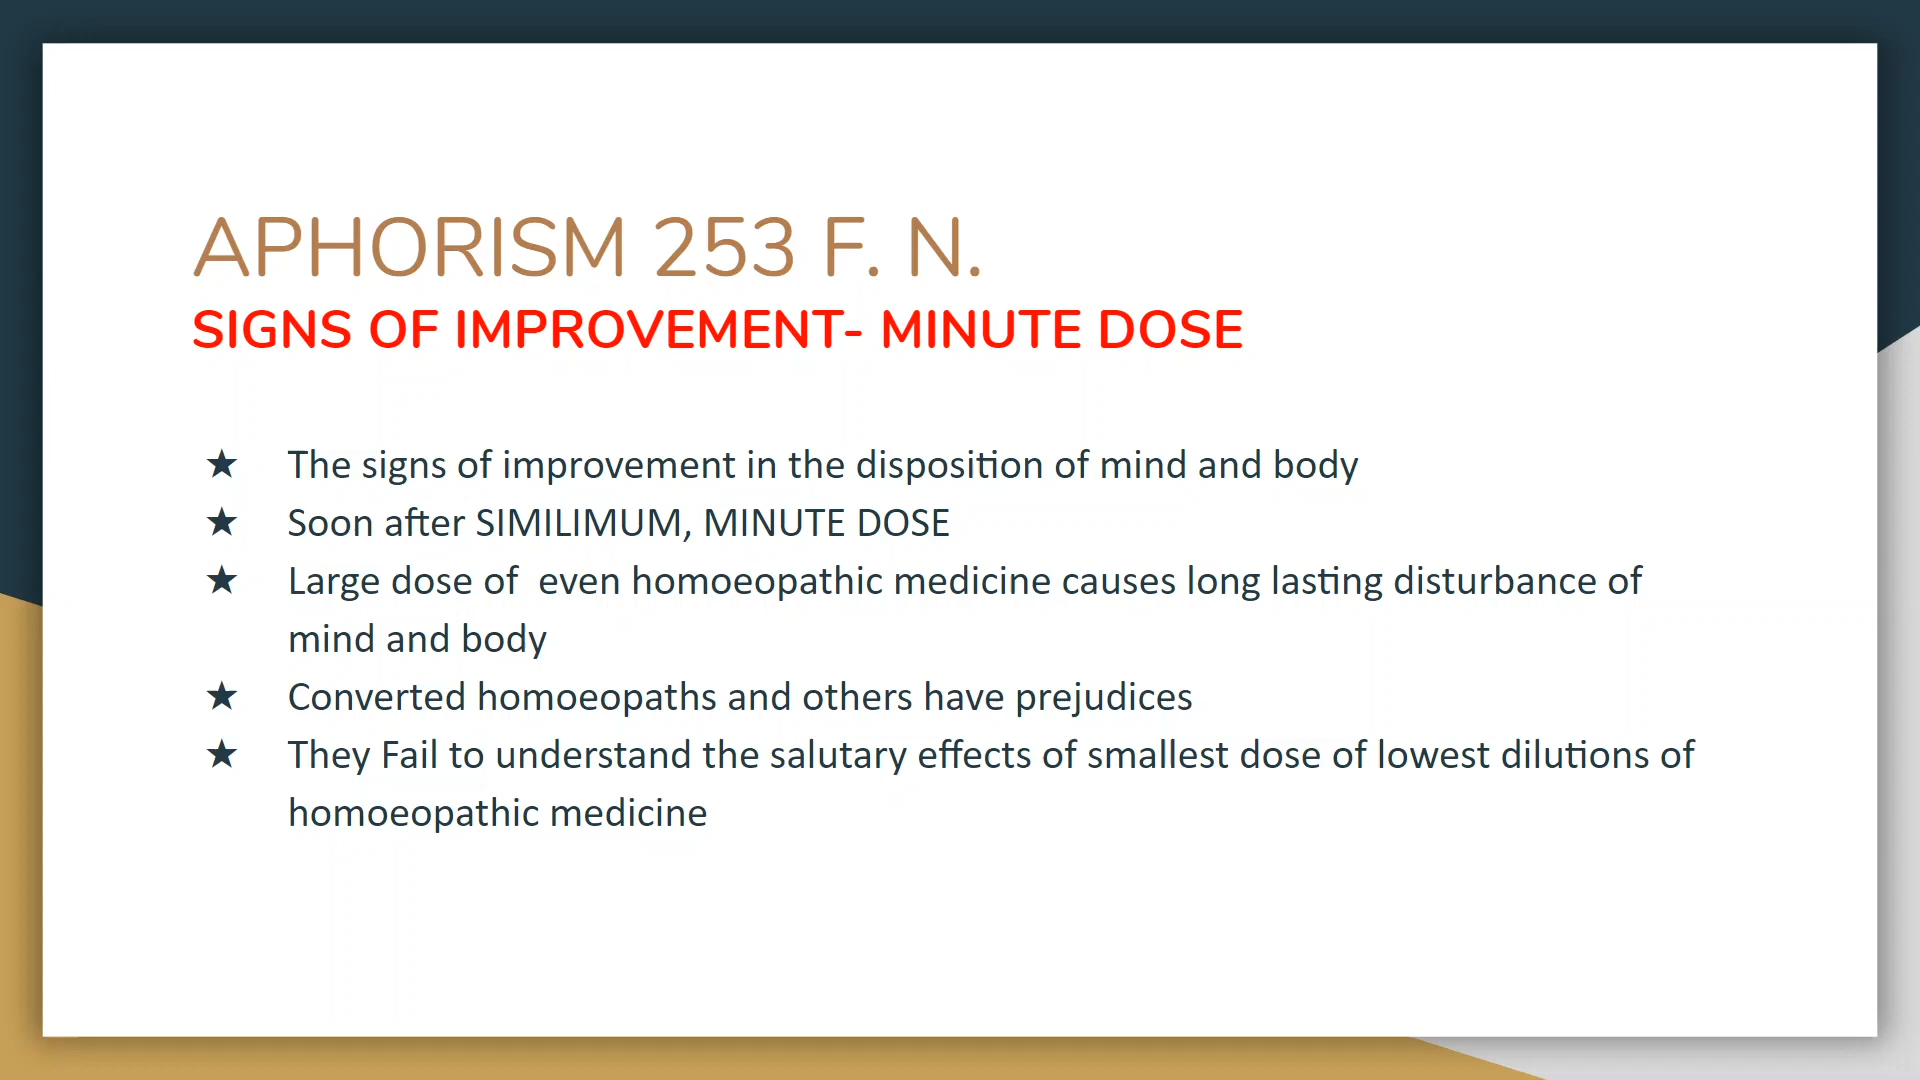 APHORISM 253 F. N.
SIGNS OF IMPROVEMENT- MINUTE DOSE
★ The signs of improvement in the disposition of mind and body
★ Soon after SIMILIMUM, MINUTE DOSE
★ Large dose of  even homoeopathic medicine causes long lasting disturbance of
mind and body
★ Converted homoeopaths and others have prejudices
★ They Fail to understand the salutary effects of smallest dose of lowest dilutions of
homoeopathic medicine